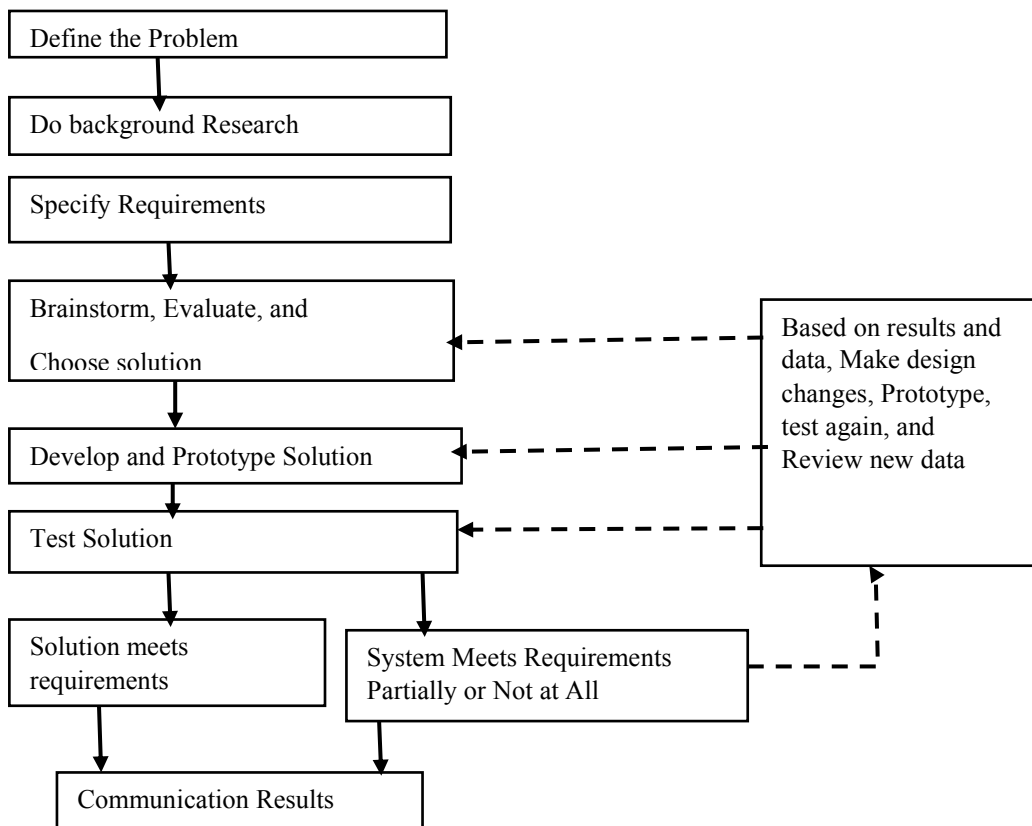 Define the Problem
Do background Research
Specify Requirements
Brainstorm, Evaluate, and
Choose solution
Based on results and
data, Make design
changes, Prototype,
test again, and
Review new data
Develop and Prototype Solution
Test Solution
Solution meets
requirements
System Meets Requirements
Partially or Not at All
Communication Results